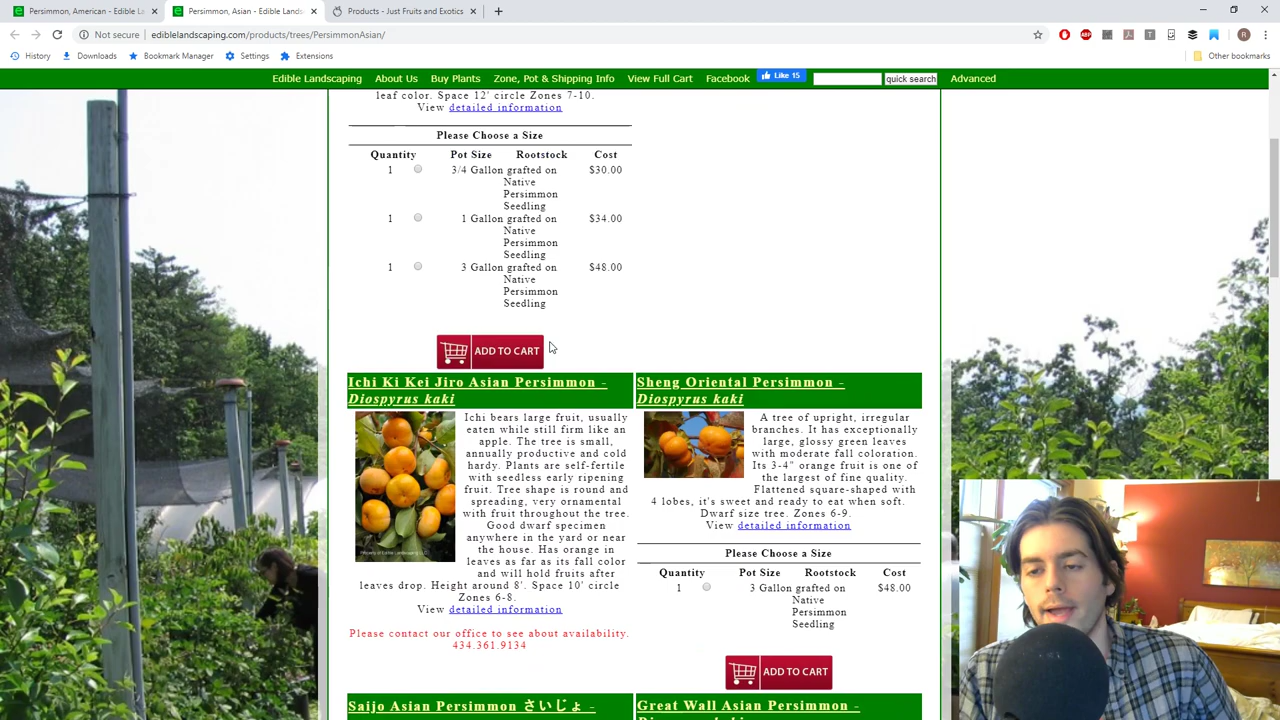 Persimmon, American - Edible Lan
Persimmon, Asian - Edible Lands
Products - Just Fruits and Exotics
Not secure
ediblelandscaping.com/products/trees/PersimmonAsian/
History
Downloads
Bookmark Manager
Settings
Extensions
Other bookmarks
Edible Landscaping
About Us
Buy Plants
Zone, Pot & Shipping Info
View Full Cart
Facebook
Like 15
quick search
Advanced
leaf color. Space 12' circle Zones 7-10.
View detailed information
Please Choose a Size
Quantity Pot Size Rootstock Cost
1 3/4 Gallon grafted on $30.00
Native
Persimmon
Seedling
1 1 Gallon grafted on $34.00
Native
Persimmon
Seedling
1 3 Gallon grafted on $48.00
Native
Persimmon
Seedling
ADD TO CART
Ichi Ki Kei Jiro Asian Persimmon -
Diospyrus kaki
Ichi bears large fruit, usually
eaten while still firm like an
apple. The tree is small,
annually productive and cold
hardy. Plants are self-fertile
with seedless early ripening
fruit. Tree shape is round and
spreading, very ornamental
with fruit throughout the tree.
Good dwarf specimen
anywhere in the yard or near
the house. Has orange in
leaves as far as its fall color
and will hold fruits after
leaves drop. Height around 8'. Space 10' circle
Zones 6-8.
View detailed information
Please contact our office to see about availability.
434.361.9134
Sheng Oriental Persimmon -
Diospyrus kaki
A tree of upright, irregular
branches. It has exceptionally
large, glossy green leaves
with moderate fall coloration.
Its 3-4" orange fruit is one of
the largest of fine quality.
Flattened square-shaped with
4 lobes, it's sweet and ready to eat when soft.
Dwarf size tree. Zones 6-9.
View detailed information
Please Choose a Size
Quantity Pot Size Rootstock Cost
1 3 Gallon grafted on $48.00
Native
Persimmon
Seedling
ADD TO CART
Saijo Asian Persimmon さいじょ -
Great Wall Asian Persimmon -